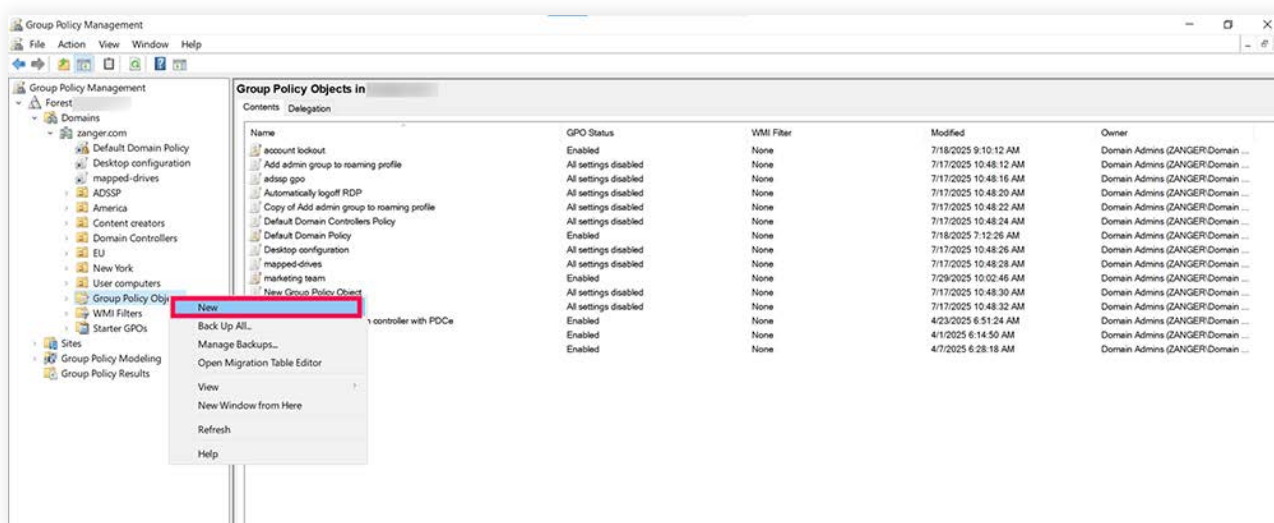 Group Policy Management
File Action View Window Help
Group Policy Management
Forest
Domains
zanger.com
Default Domain Policy
Desktop configuration
mapped-drives
ADSSP
America
Content creators
Domain Controllers
EU
New York
User computers
Group Policy Obj
WMI Filters
Starter GPOs
Sites
Group Policy Modeling
Group Policy Results
New
Back Up All...
Manage Backups...
Open Migration Table Editor
View
New Window from Here
Refresh
Help
Group Policy Objects in
Contents Delegation
Name GPO Status WMI Filter Modified Owner
account lockout Enabled None 7/18/2025 9:10:12 AM Domain Admins (ZANGER\Domain ...
Add admin group to roaming profile All settings disabled None 7/17/2025 10:48:12 AM Domain Admins (ZANGER\Domain ...
adssp gpo All settings disabled None 7/17/2025 10:48:16 AM Domain Admins (ZANGER\Domain ...
Automatically logoff RDP All settings disabled None 7/17/2025 10:48:20 AM Domain Admins (ZANGER\Domain ...
Copy of Add admin group to roaming profile All settings disabled None 7/17/2025 10:48:22 AM Domain Admins (ZANGER\Domain ...
Default Domain Controllers Policy All settings disabled None 7/17/2025 10:48:24 AM Domain Admins (ZANGER\Domain ...
Default Domain Policy Enabled None 7/18/2025 7:12:26 AM Domain Admins (ZANGER\Domain ...
Desktop configuration All settings disabled None 7/17/2025 10:48:26 AM Domain Admins (ZANGER\Domain ...
mapped-drives All settings disabled None 7/17/2025 10:48:28 AM Domain Admins (ZANGER\Domain ...
marketing team Enabled None 7/29/2025 10:02:46 AM Domain Admins (ZANGER\Domain ...
New Group Policy Object All settings disabled None 7/17/2025 10:48:30 AM Domain Admins (ZANGER\Domain ...
All settings disabled None 7/17/2025 10:48:32 AM Domain Admins (ZANGER\Domain ...
controller with PDCe Enabled None 4/23/2025 6:51:24 AM Domain Admins (ZANGER\Domain ...
Enabled None 4/1/2025 6:14:50 AM Domain Admins (ZANGER\Domain ...
Enabled None 4/7/2025 6:28:18 AM Domain Admins (ZANGER\Domain ...